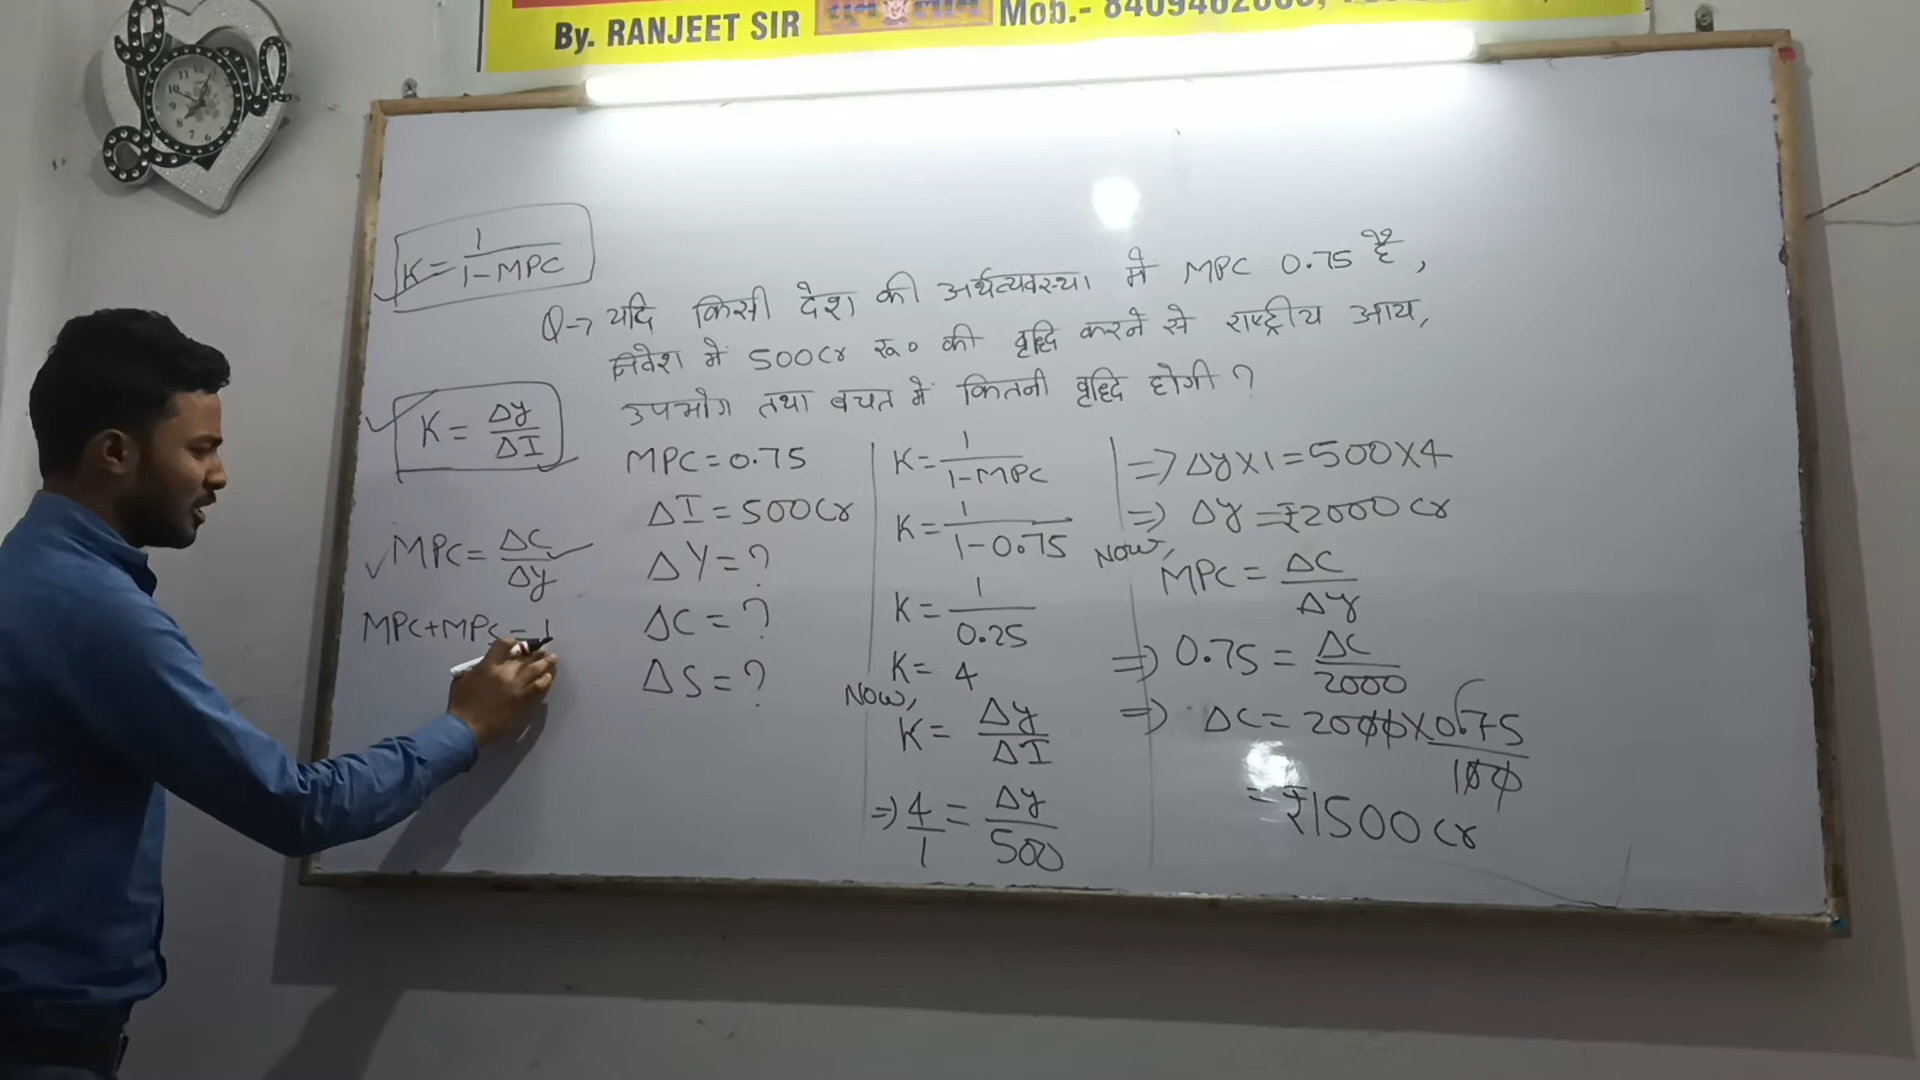 By. RANJEET SIR
Mob.-
K = 1/(1-MPC)
Q→ यदि किसी देश की अर्थव्यवस्था में MPC 0.75 है,
निवेश में 500Cr रू० की वृद्धि करने से राष्ट्रीय आय,
उपभोग तथा बचत में कितनी वृद्धि होगी ?
K = ΔY/ΔI
MPC = ΔC/ΔY
MPC+MPS=1
MPC=0.75
ΔI = 500Cr
ΔY = ?
ΔC = ?
ΔS = ?
K = 1/(1-MPC)
K = 1/(1-0.75)
K = 1/0.25
K = 4
Now,
K = ΔY/ΔI
⇒ 4/1 = ΔY/500
⇒ ΔY×1=500×4
⇒ ΔY=₹2000 Cr
Now,
MPC = ΔC/ΔY
⇒ 0.75 = ΔC/2000
⇒ ΔC = 2000×0.75/100
= ₹1500 Cr